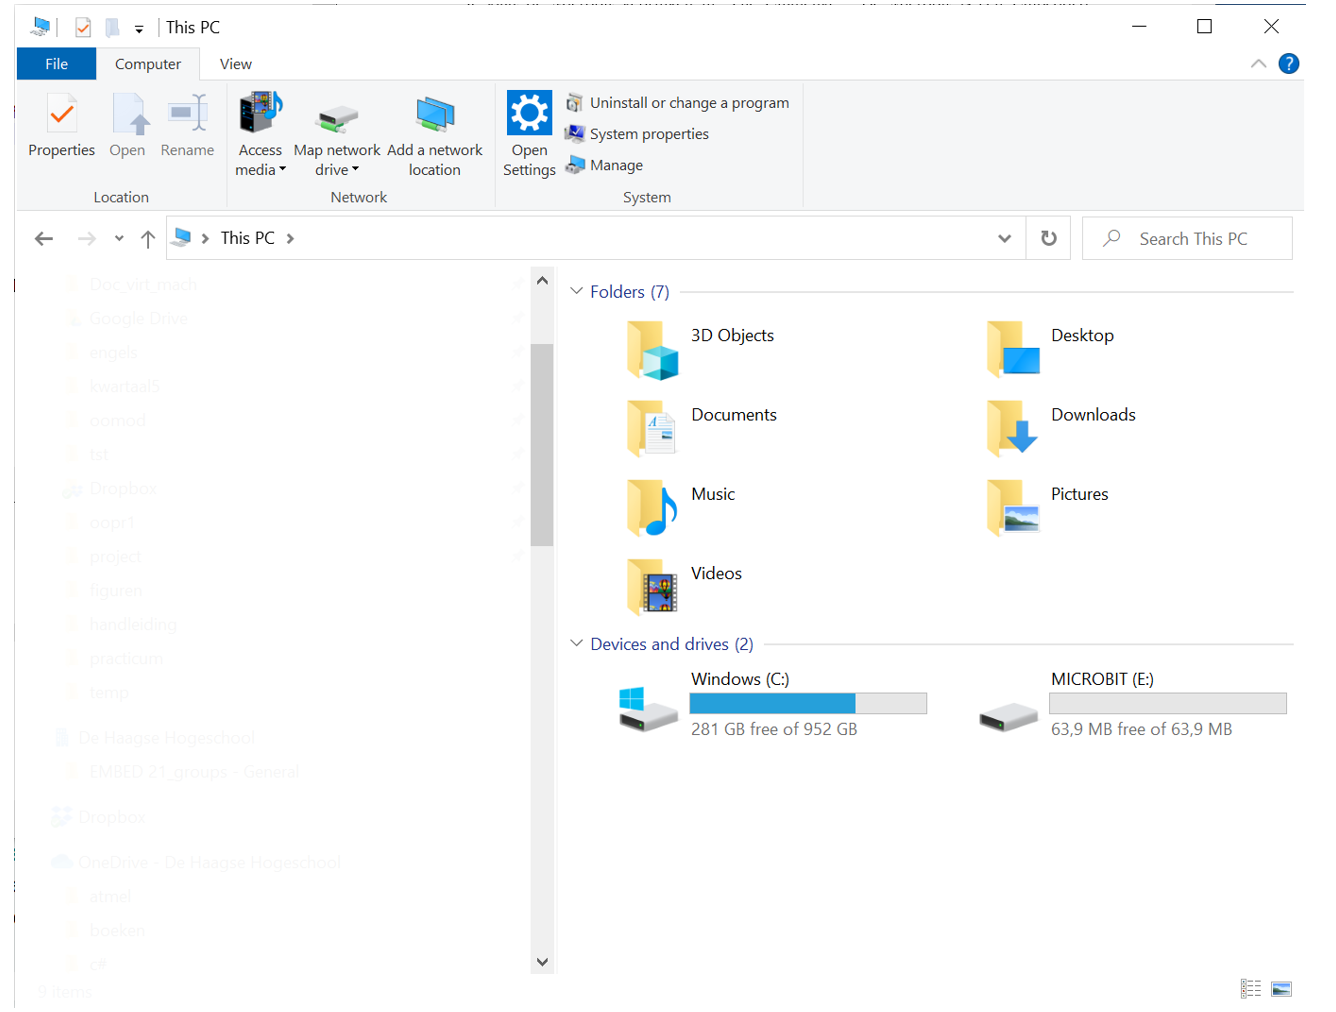 This PC
File Computer View
Uninstall or change a program
System properties
Manage
Properties Open Rename
Access media
Map network drive
Add a network location
Open Settings
Location Network System
This PC
Search This PC
Doc_virt_mach
Google Drive
engels
kwartaal5
oomod
tst
Dropbox
oopr1
project
figuren
handleiding
practicum
temp
De Haagse Hogeschool
EMBED 21_groups - General
Dropbox
OneDrive - De Haagse Hogeschool
atmel
boeken
c#
9 items
Folders (7)
3D Objects
Desktop
Documents
Downloads
Music
Pictures
Videos
Devices and drives (2)
Windows (C:)
281 GB free of 952 GB
MICROBIT (E:)
63,9 MB free of 63,9 MB